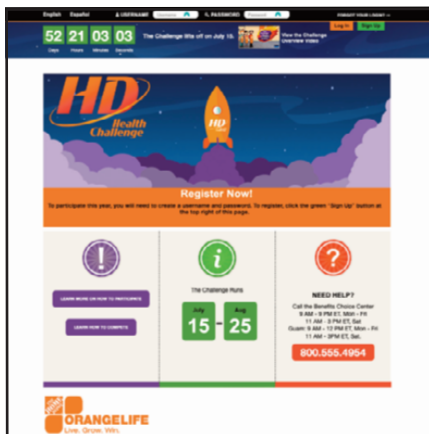 English Español USERNAME PASSWORD FORGOT YOUR LOGIN?
Log In Sign Up
52 21 03 03
Days Hours Minutes Seconds
The Challenge lifts off on July 15.
View the Challenge
Overview Video
HD
Health
Challenge
HD
Register Now!
To participate this year, you will need to create a username and password. To register, click the green "Sign Up" button at
the top right of this page.
!
LEARN MORE ON HOW TO PARTICIPATE
LEARN HOW TO COMPETE
i
The Challenge Runs
July Aug
15 - 25
?
NEED HELP?
Call the Benefits Choice Center
9 AM - 9 PM ET, Mon - Fri
11 AM - 3 PM ET, Sat
Guam: 9 AM - 12 PM ET, Mon - Fri
11 AM - 3PM ET, Sat.
800.555.4954
ORANGELIFE
Live. Grow. Win.